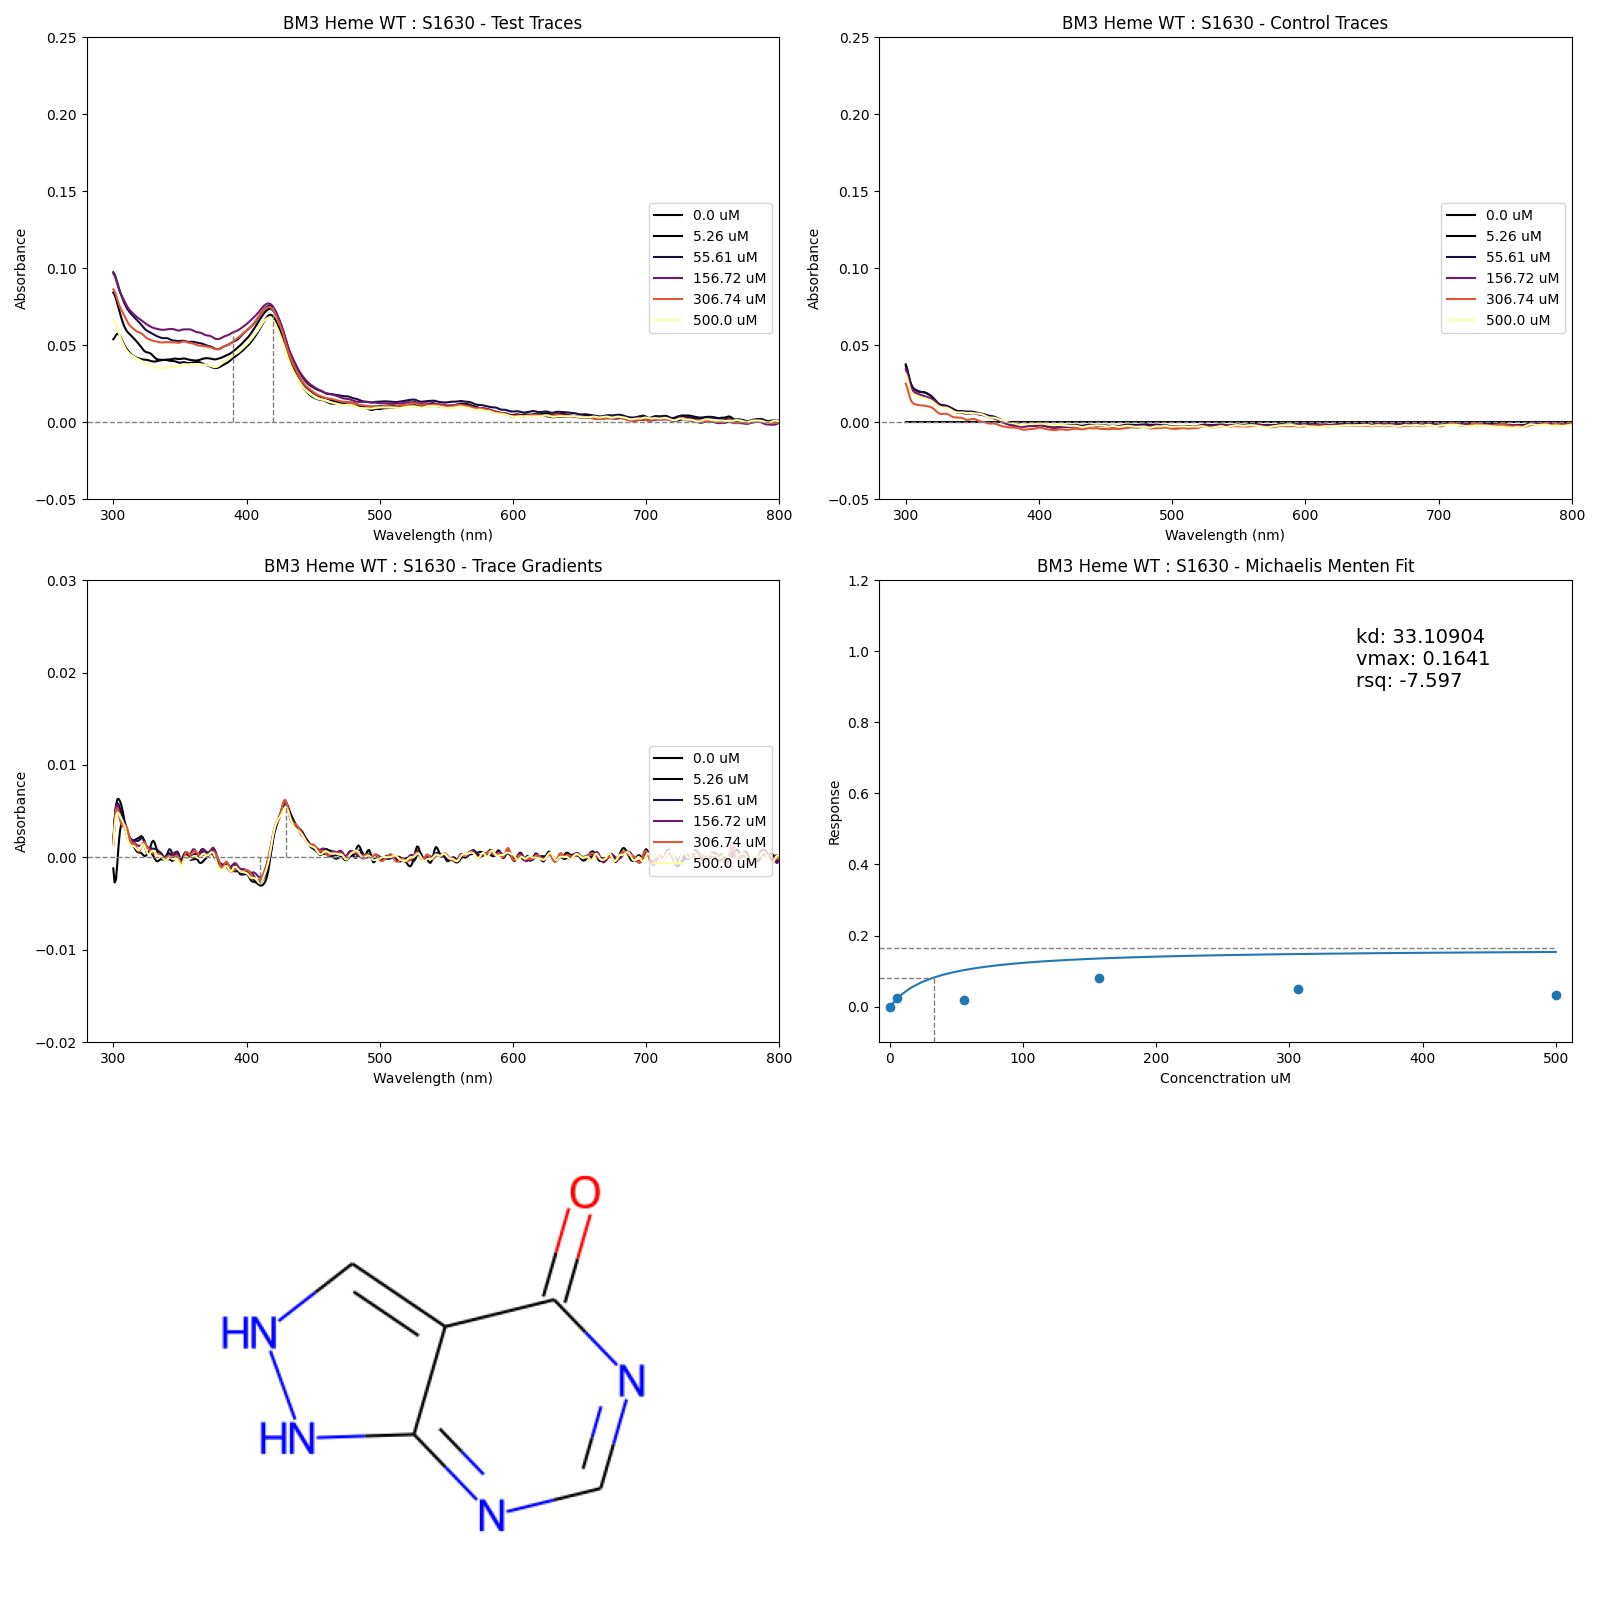 BM3 Heme WT : S1630 - Test Traces
0.25
0.20
0.15
0.10
0.05
0.00
−0.05
Absorbance
300 400 500 600 700 800
Wavelength (nm)
0.0 uM
5.26 uM
55.61 uM
156.72 uM
306.74 uM
500.0 uM
BM3 Heme WT : S1630 - Control Traces
0.25
0.20
0.15
0.10
0.05
0.00
−0.05
Absorbance
300 400 500 600 700 800
Wavelength (nm)
0.0 uM
5.26 uM
55.61 uM
156.72 uM
306.74 uM
500.0 uM
BM3 Heme WT : S1630 - Trace Gradients
0.03
0.02
0.01
0.00
−0.01
−0.02
Absorbance
300 400 500 600 700 800
Wavelength (nm)
0.0 uM
5.26 uM
55.61 uM
156.72 uM
306.74 uM
500.0 uM
BM3 Heme WT : S1630 - Michaelis Menten Fit
1.2
1.0
0.8
0.6
0.4
0.2
0.0
Response
0 100 200 300 400 500
Concenctration uM
kd: 33.10904
vmax: 0.1641
rsq: -7.597
O
HN
N
HN
N